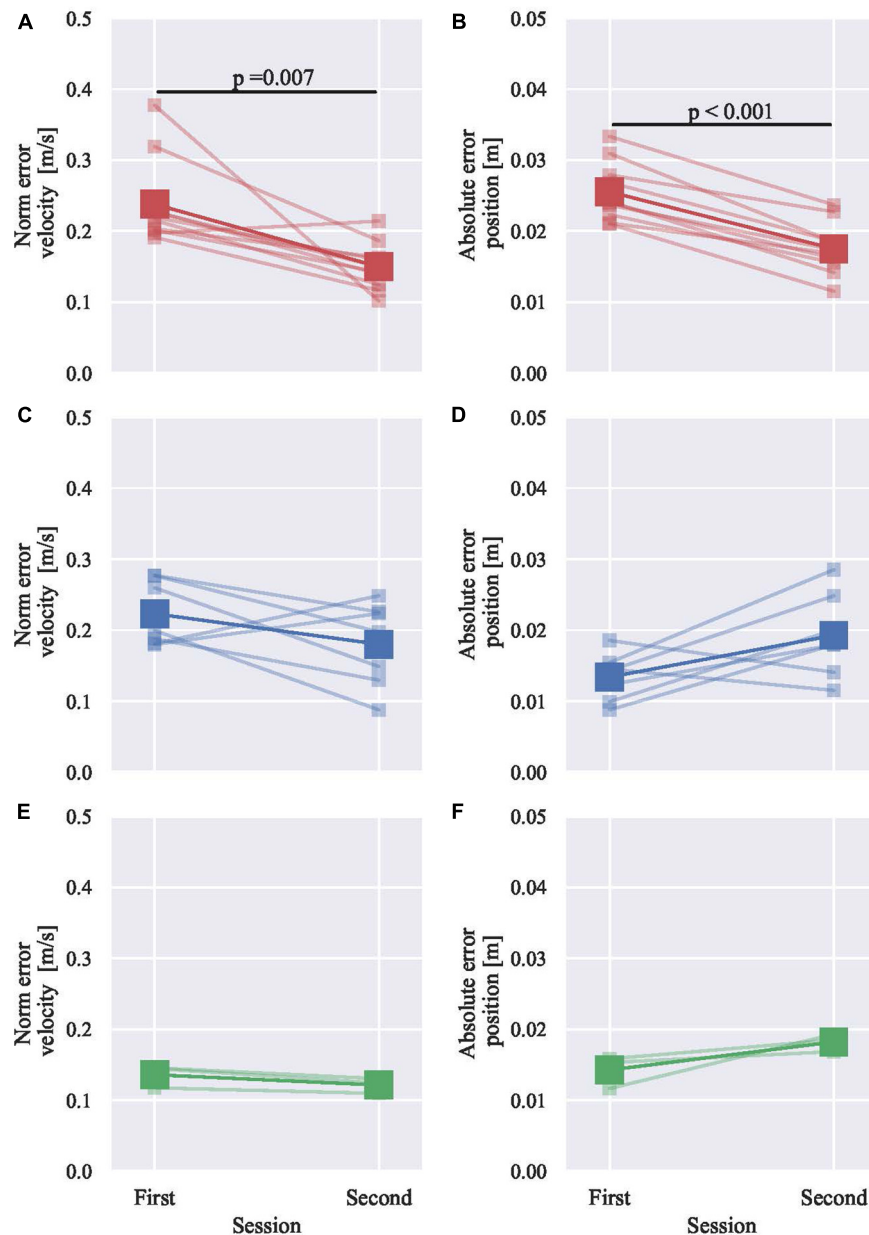 A
0.5
0.4
0.3
0.2
0.1
0.0
Norm error
velocity [m/s]
p =0.007
B
0.05
0.04
0.03
0.02
0.01
0.00
Absolute error
position [m]
p < 0.001
C
0.5
0.4
0.3
0.2
0.1
0.0
Norm error
velocity [m/s]
D
0.05
0.04
0.03
0.02
0.01
0.00
Absolute error
position [m]
E
0.5
0.4
0.3
0.2
0.1
0.0
Norm error
velocity [m/s]
First
Second
Session
F
0.05
0.04
0.03
0.02
0.01
0.00
Absolute error
position [m]
First
Second
Session